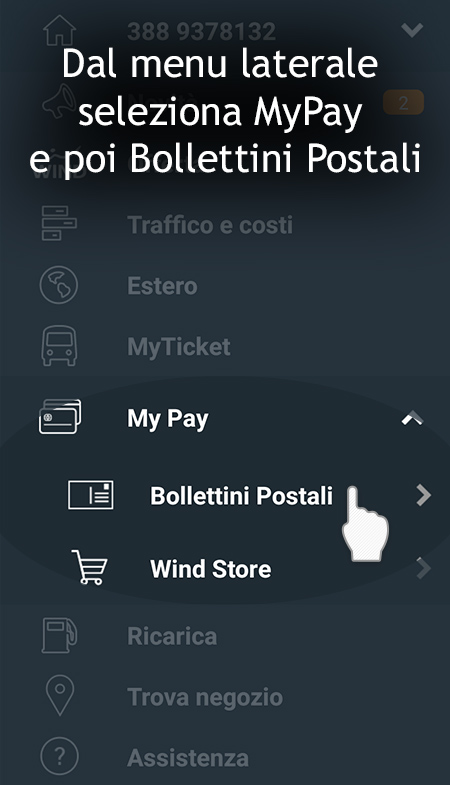 388 9378132
Dal menu laterale
seleziona MyPay
2
e poi Bollettini Postali
WIND
Traffico e costi
Estero
MyTicket
My Pay
Bollettini Postali
Wind Store
Ricarica
Trova negozio
Assistenza
?